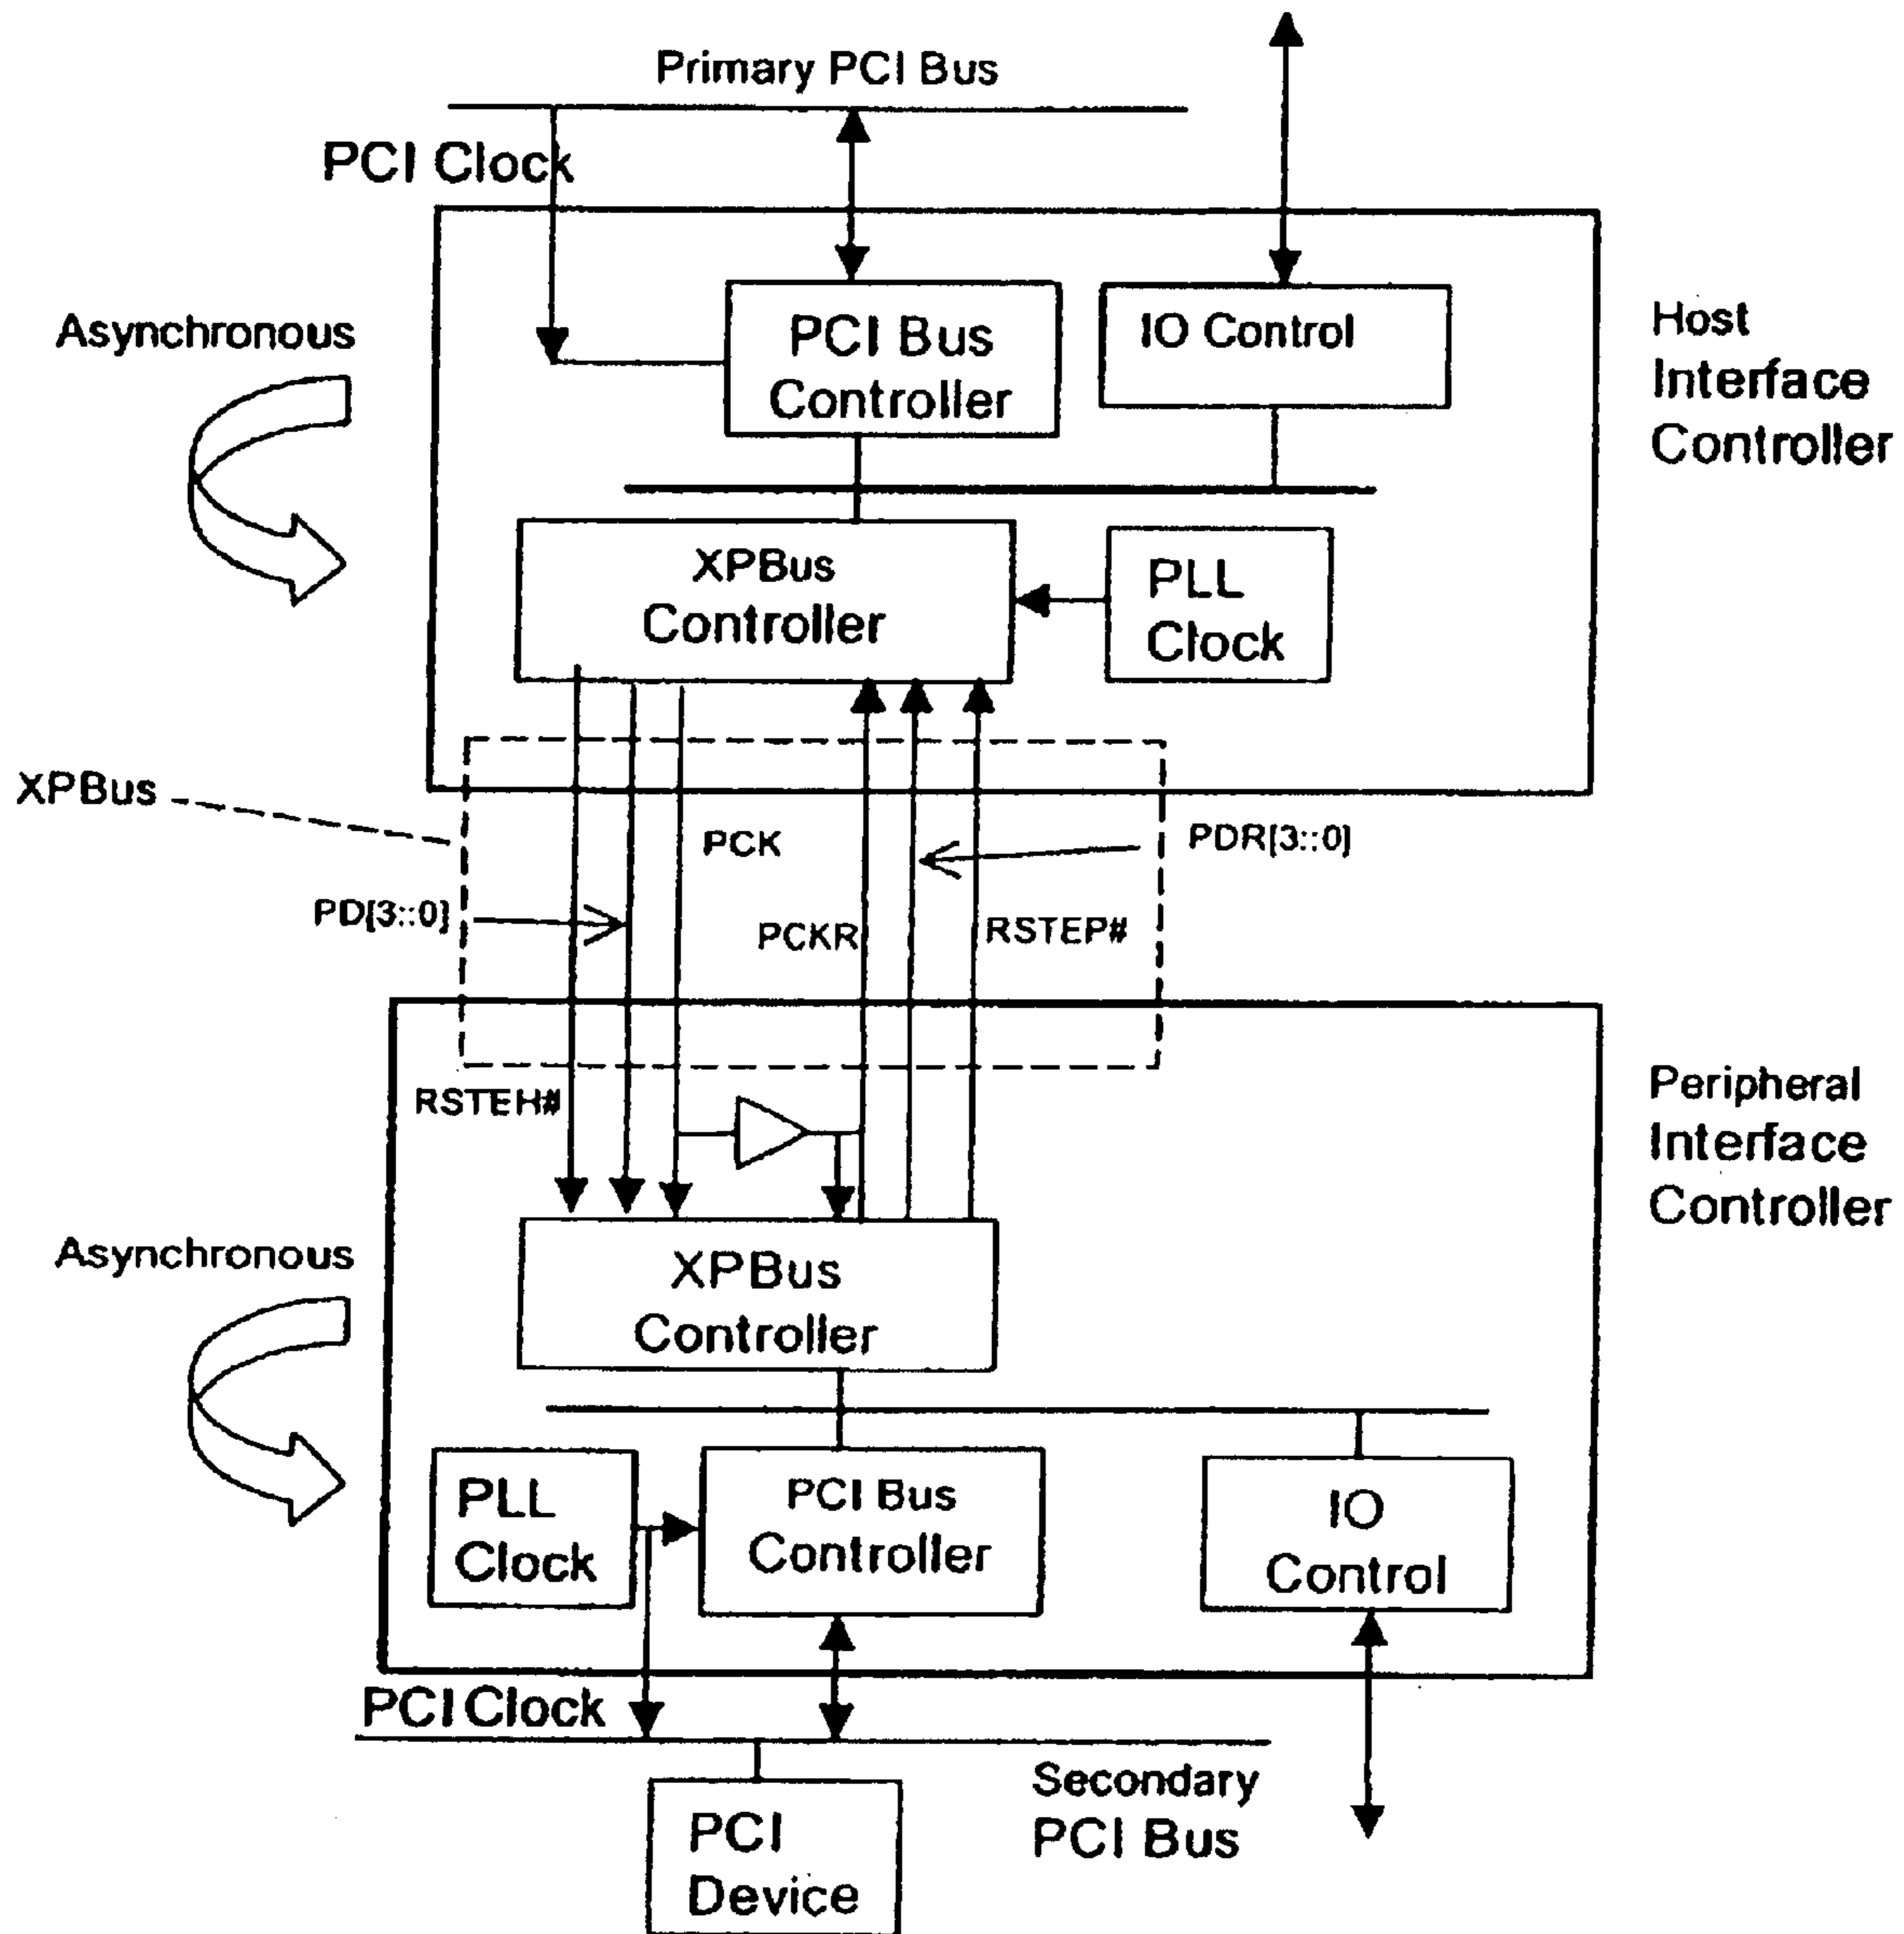 Primary PCI Bus
PCI Clock
Asynchronous
PCI Bus
Controller
IO Control
Host
Interface
Controller
XPBus
Controller
PLL
Clock
XPBus
PCK
PDR[3::0]
PD[3::0]
PCKR
RSTEP#
RSTEH#
Peripheral
Interface
Controller
Asynchronous
XPBus
Controller
PLL
Clock
PCI Bus
Controller
IO
Control
PCI Clock
Secondary
PCI Bus
PCI
Device